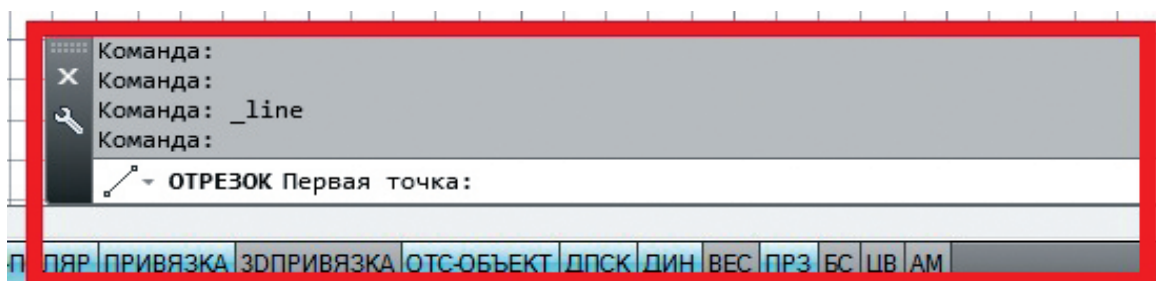 Команда:
Команда:
Команда: _line
Команда:
ОТРЕЗОК Первая точка:
ПРИВЯЗКА 3DПРИВЯЗКА ОТС-ОБЪЕКТ ДПСК ДИН ВЕС ПРЗ БС ЦВ АМ